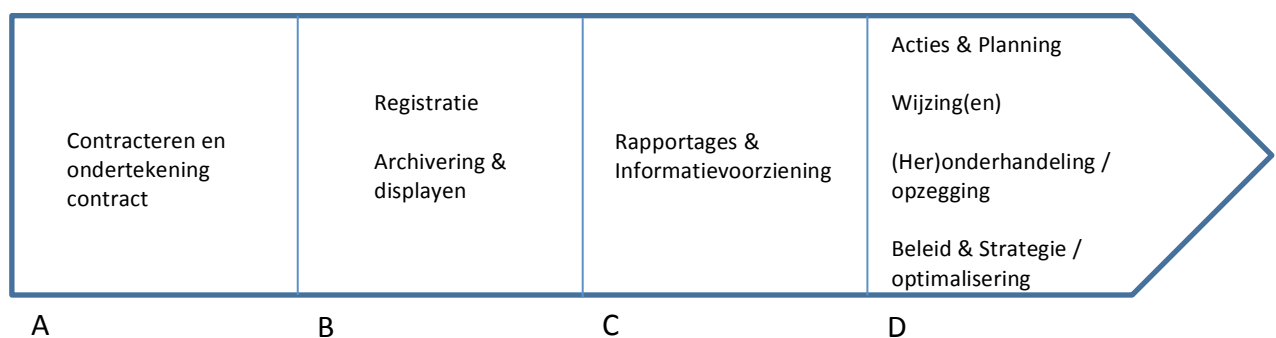 Contracteren en
ondertekening
contract
Registratie
Archivering &
displayen
Rapportages &
Informatievoorziening
Acties & Planning
Wijzing(en)
(Her)onderhandeling /
opzegging
Beleid & Strategie /
optimalisering
A
B
C
D